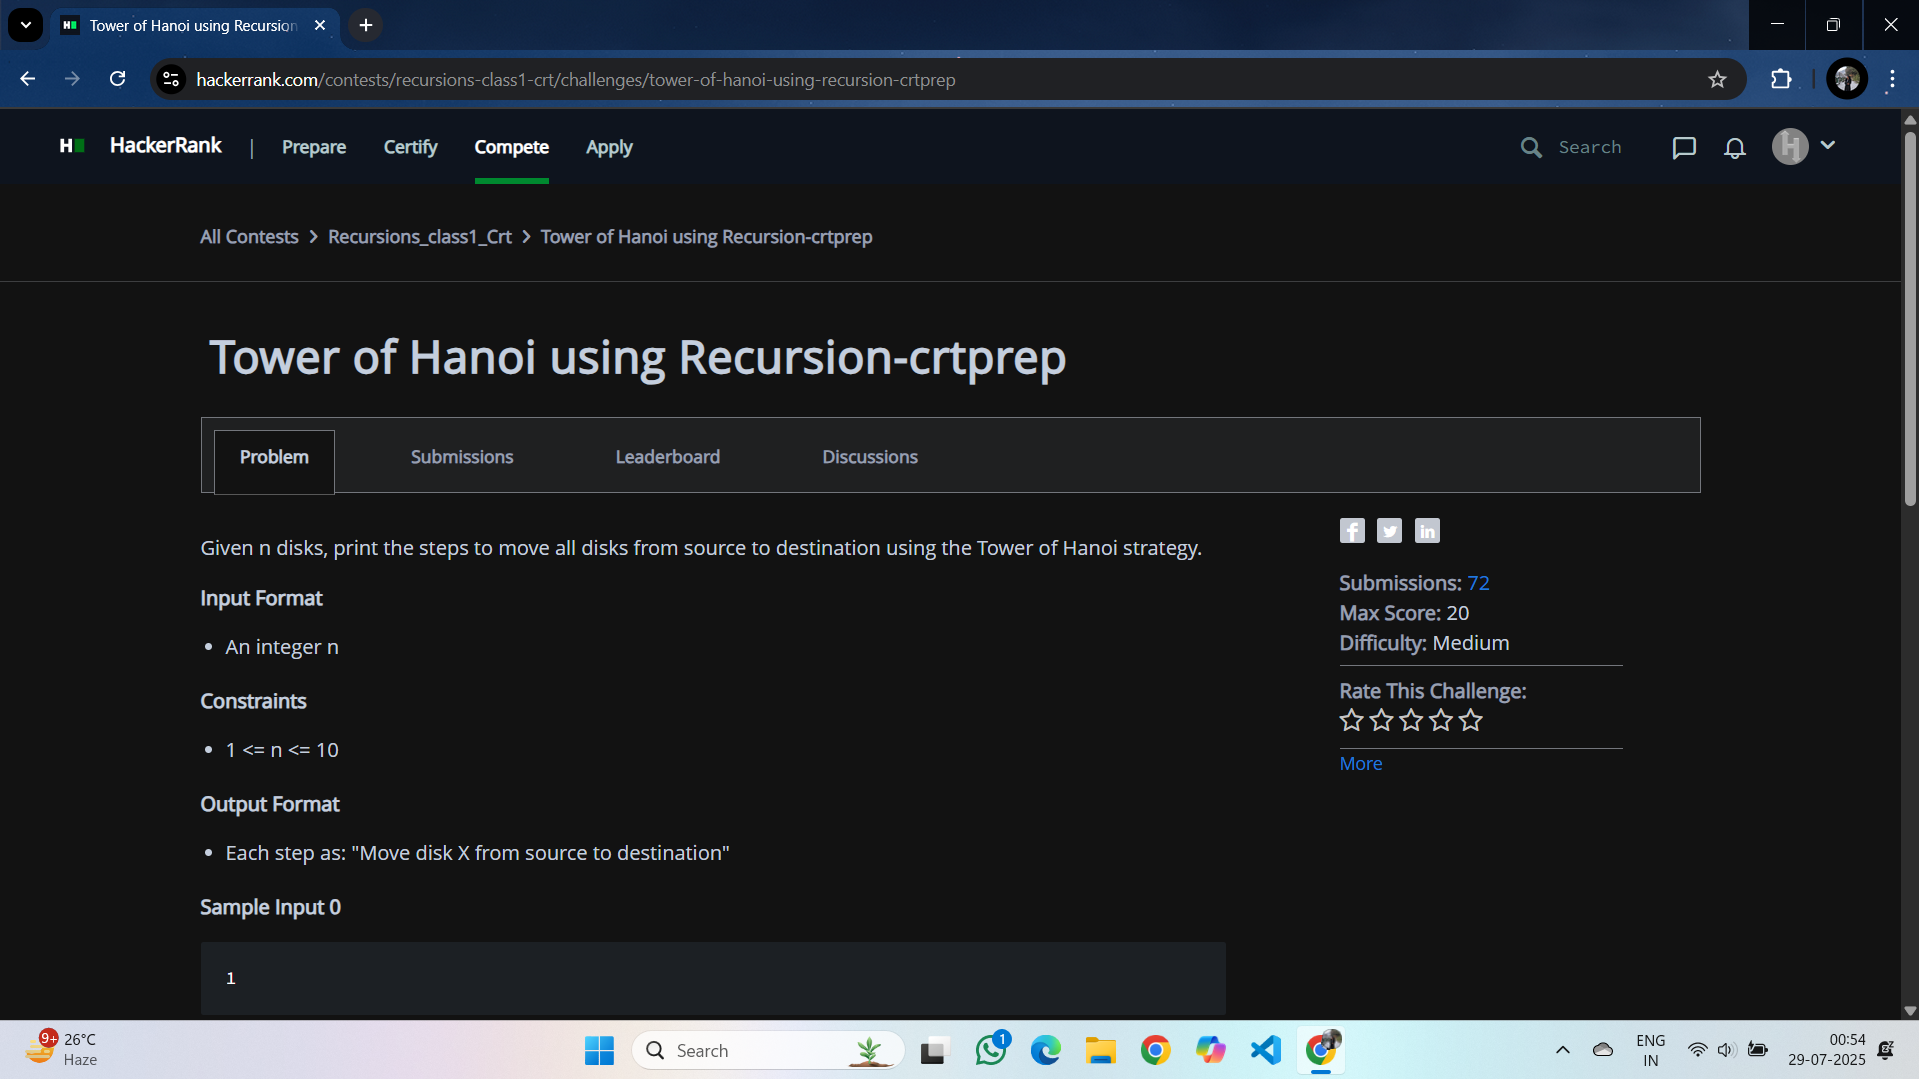 Tower of Hanoi using Recursion
hackerrank.com/contests/recursions-class1-crt/challenges/tower-of-hanoi-using-recursion-crtprep
H
HackerRank | Prepare Certify Compete Apply Search H
All Contests > Recursions_class1_Crt > Tower of Hanoi using Recursion-crtprep
Tower of Hanoi using Recursion-crtprep
Problem Submissions Leaderboard Discussions
Given n disks, print the steps to move all disks from source to destination using the Tower of Hanoi strategy.
Input Format
• An integer n
Constraints
• 1 <= n <= 10
Output Format
• Each step as: "Move disk X from source to destination"
Sample Input 0
1
f in
Submissions: 72
Max Score: 20
Difficulty: Medium
Rate This Challenge:
More
9+ 26°C
Haze
Search
1
ENG
IN
00:54
29-07-2025